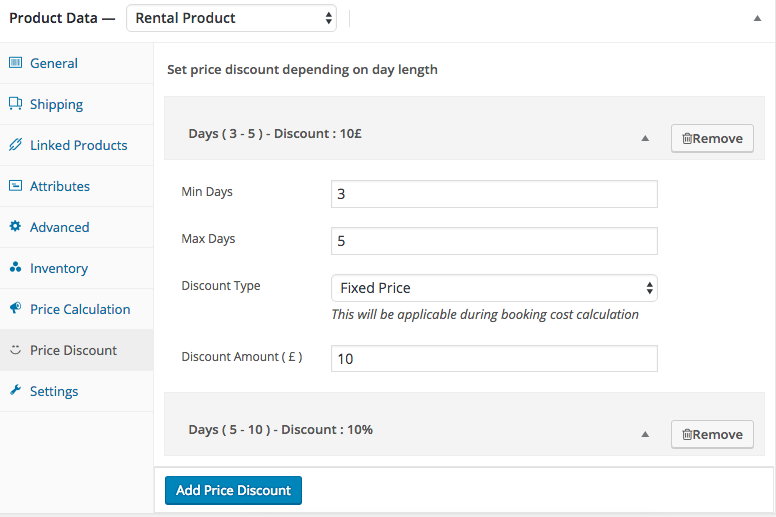 Product Data — Rental Product
General
Shipping
Linked Products
Attributes
Advanced
Inventory
Price Calculation
Price Discount
Settings
Set price discount depending on day length
Days ( 3 - 5 ) - Discount : 10£
Remove
Min Days 3
Max Days 5
Discount Type Fixed Price
This will be applicable during booking cost calculation
Discount Amount ( £ ) 10
Days ( 5 - 10 ) - Discount : 10%
Remove
Add Price Discount